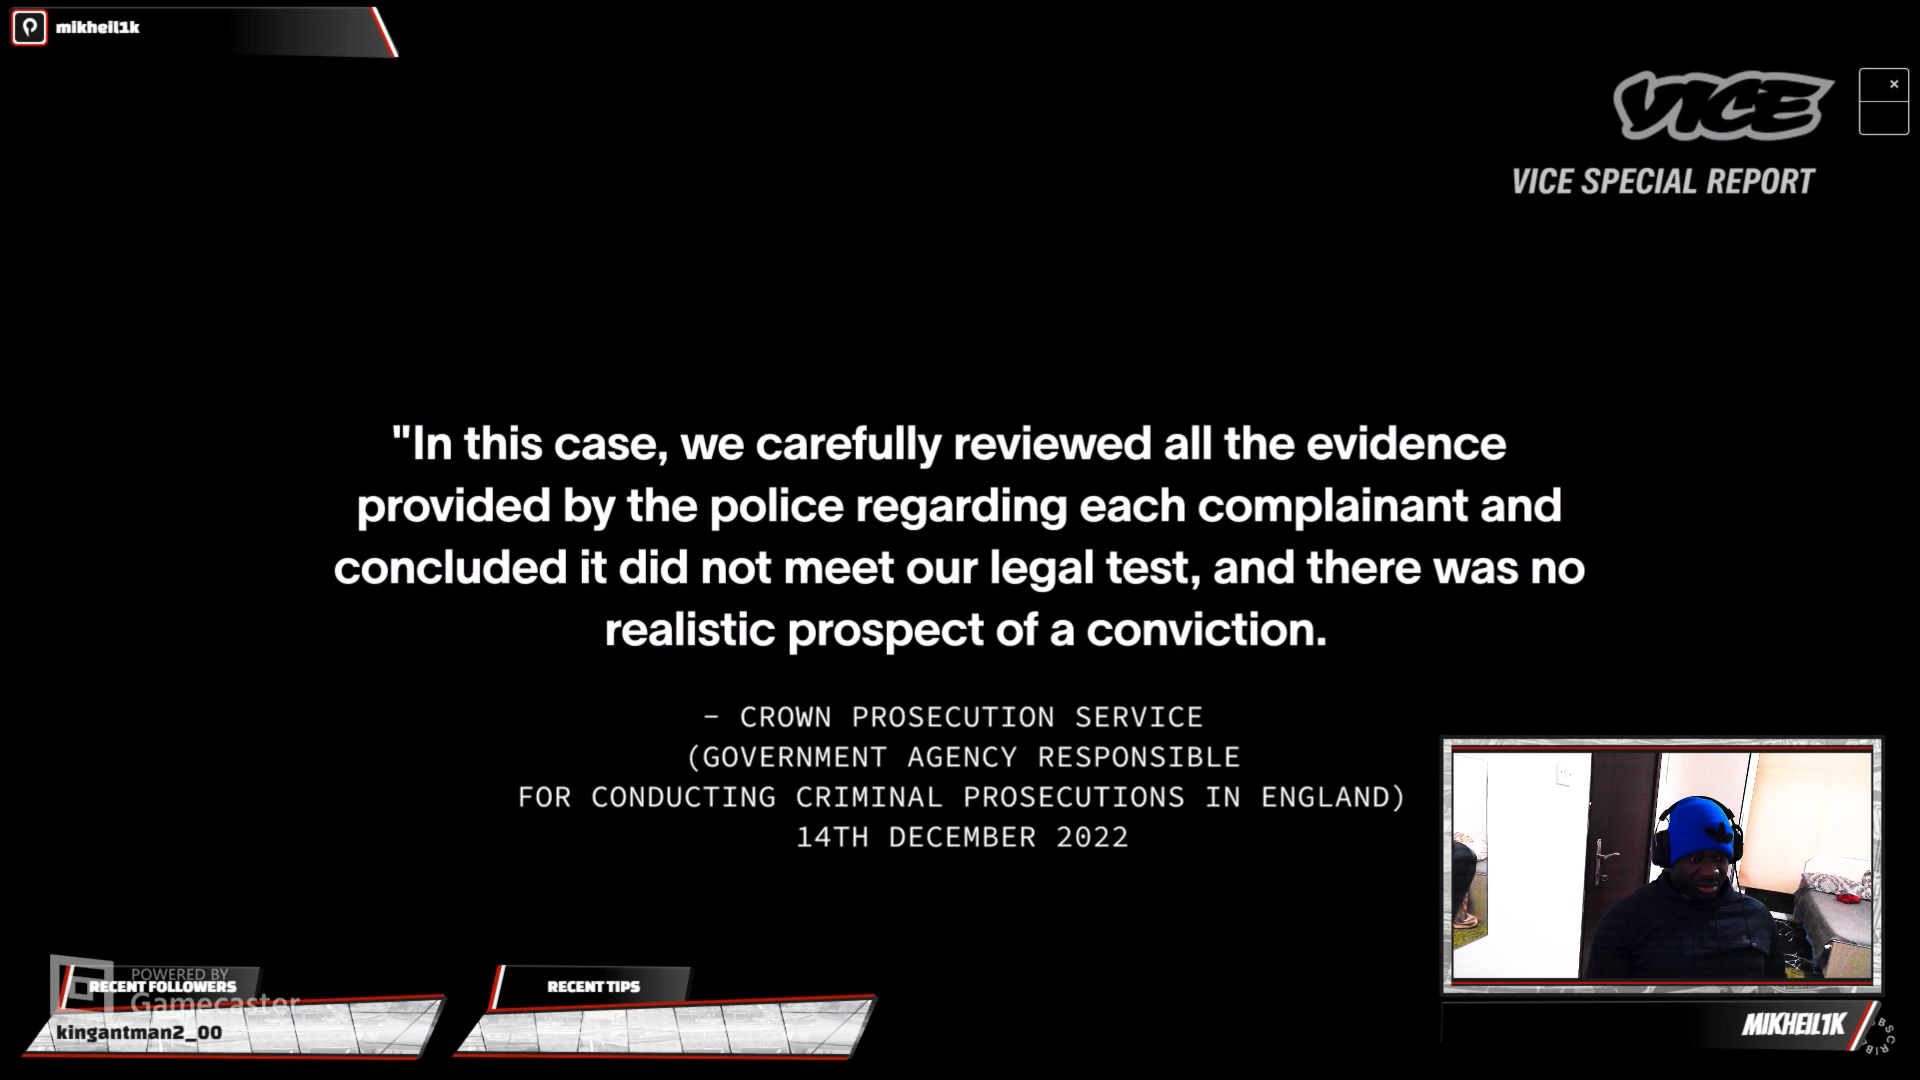 mikheil1k
VICE
VICE SPECIAL REPORT
"In this case, we carefully reviewed all the evidence
provided by the police regarding each complainant and
concluded it did not meet our legal test, and there was no
realistic prospect of a conviction.
– CROWN PROSECUTION SERVICE
(GOVERNMENT AGENCY RESPONSIBLE
FOR CONDUCTING CRIMINAL PROSECUTIONS IN ENGLAND)
14TH DECEMBER 2022
POWERED BY
Gamecaster
RECENT FOLLOWERS
kingantman2_00
RECENT TIPS
MIKHEIL1K